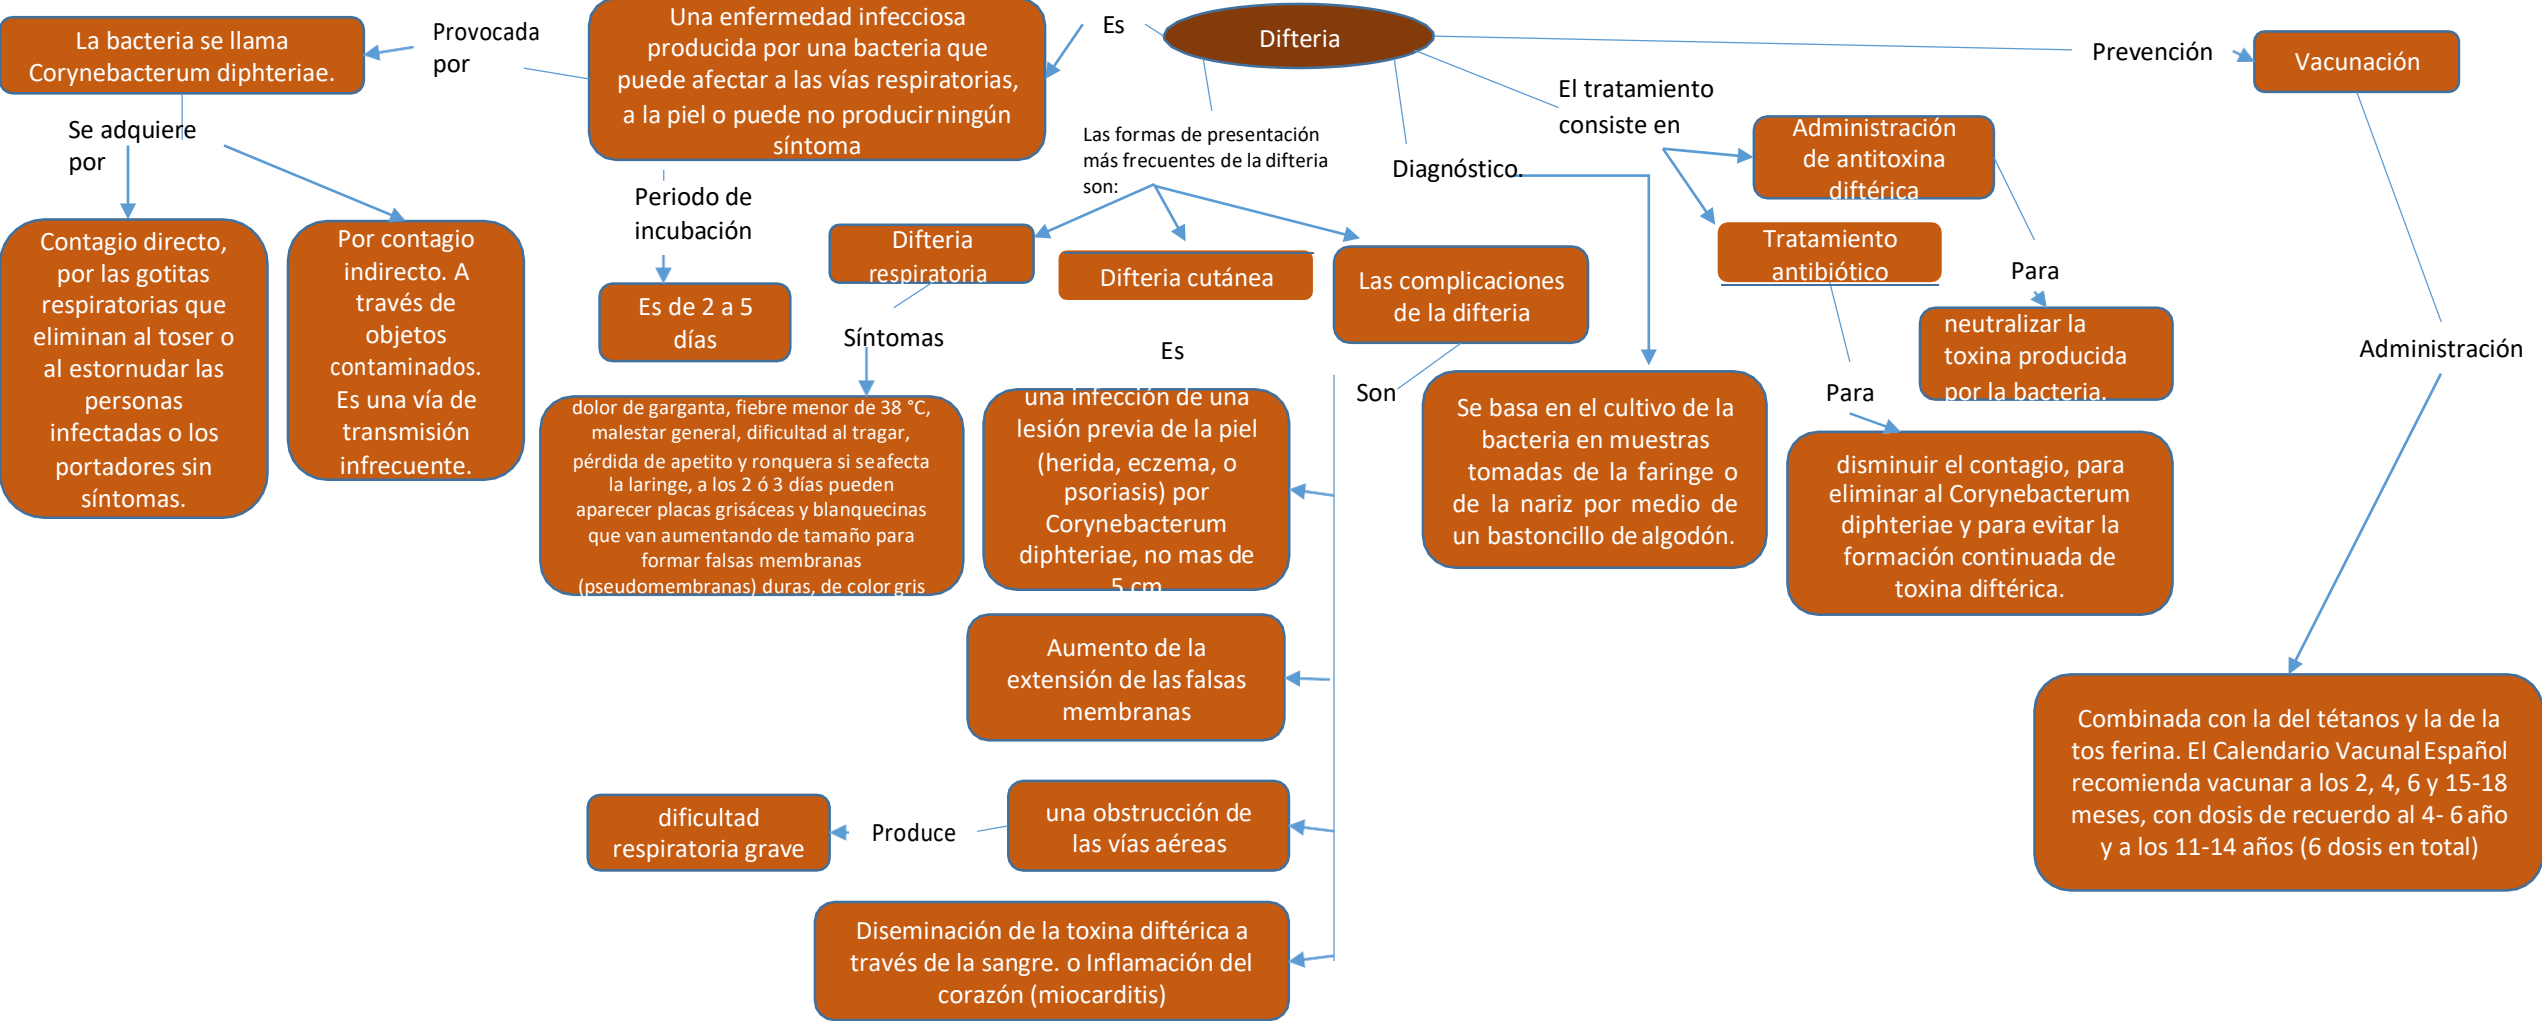 Difteria
Es
Una enfermedad infecciosa
producida por una bacteria que
puede afectar a las vías respiratorias,
a la piel o puede no producir ningún
síntoma
Provocada
por
La bacteria se llama
Corynebacterum diphteriae.
Se adquiere
por
Contagio directo,
por las gotitas
respiratorias que
eliminan al toser o
al estornudar las
personas
infectadas o los
portadores sin
síntomas.
Por contagio
indirecto. A
través de
objetos
contaminados.
Es una vía de
transmisión
infrecuente.
Periodo de
incubación
Es de 2 a 5
días
Las formas de presentación
más frecuentes de la difteria
son:
Difteria
respiratoria
Síntomas
dolor de garganta, fiebre menor de 38 °C,
malestar general, dificultad al tragar,
pérdida de apetito y ronquera si se afecta
la laringe, a los 2 ó 3 días pueden
aparecer placas grisáceas y blanquecinas
que van aumentando de tamaño para
formar falsas membranas
(pseudomembranas) duras, de color gris
Difteria cutánea
Es
una infección de una
lesión previa de la piel
(herida, eczema, o
psoriasis) por
Corynebacterum
diphteriae, no mas de
5 cm
Las complicaciones
de la difteria
Son
Aumento de la
extensión de las falsas
membranas
una obstrucción de
las vías aéreas
Produce
dificultad
respiratoria grave
Diseminación de la toxina diftérica a
través de la sangre. o Inflamación del
corazón (miocarditis)
Diagnóstico.
Se basa en el cultivo de la
bacteria en muestras
tomadas de la faringe o
de la nariz por medio de
un bastoncillo de algodón.
El tratamiento
consiste en
Administración
de antitoxina
diftérica
Para
neutralizar la
toxina producida
por la bacteria.
Tratamiento
antibiótico
Para
disminuir el contagio, para
eliminar al Corynebacterum
diphteriae y para evitar la
formación continuada de
toxina diftérica.
Prevención
Vacunación
Administración
Combinada con la del tétanos y la de la
tos ferina. El Calendario Vacunal Español
recomienda vacunar a los 2, 4, 6 y 15-18
meses, con dosis de recuerdo al 4- 6 año
y a los 11-14 años (6 dosis en total)